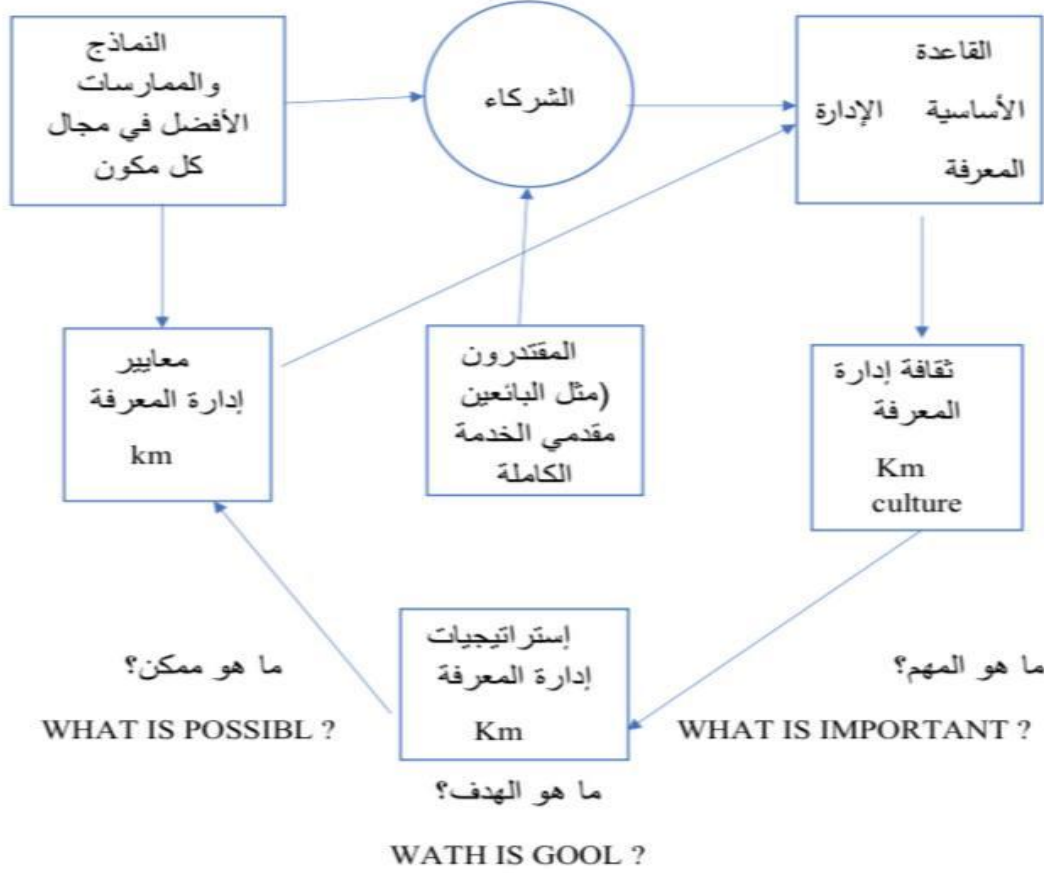 النماذج
والممارسات
الأفضل في مجال
كل مكون
الشركاء
القاعدة
الأساسية الإدارة
المعرفة
معايير
إدارة المعرفة
km
المقتدرون
(مثل البائعين
مقدمي الخدمة
الكاملة
ثقافة إدارة
المعرفة
Km
culture
إستراتيجيات
إدارة المعرفة
Km
ما هو المهم؟
WHAT IS IMPORTANT ?
ما هو ممكن؟
WHAT IS POSSIBL ?
ما هو الهدف؟
WATH IS GOOL ?